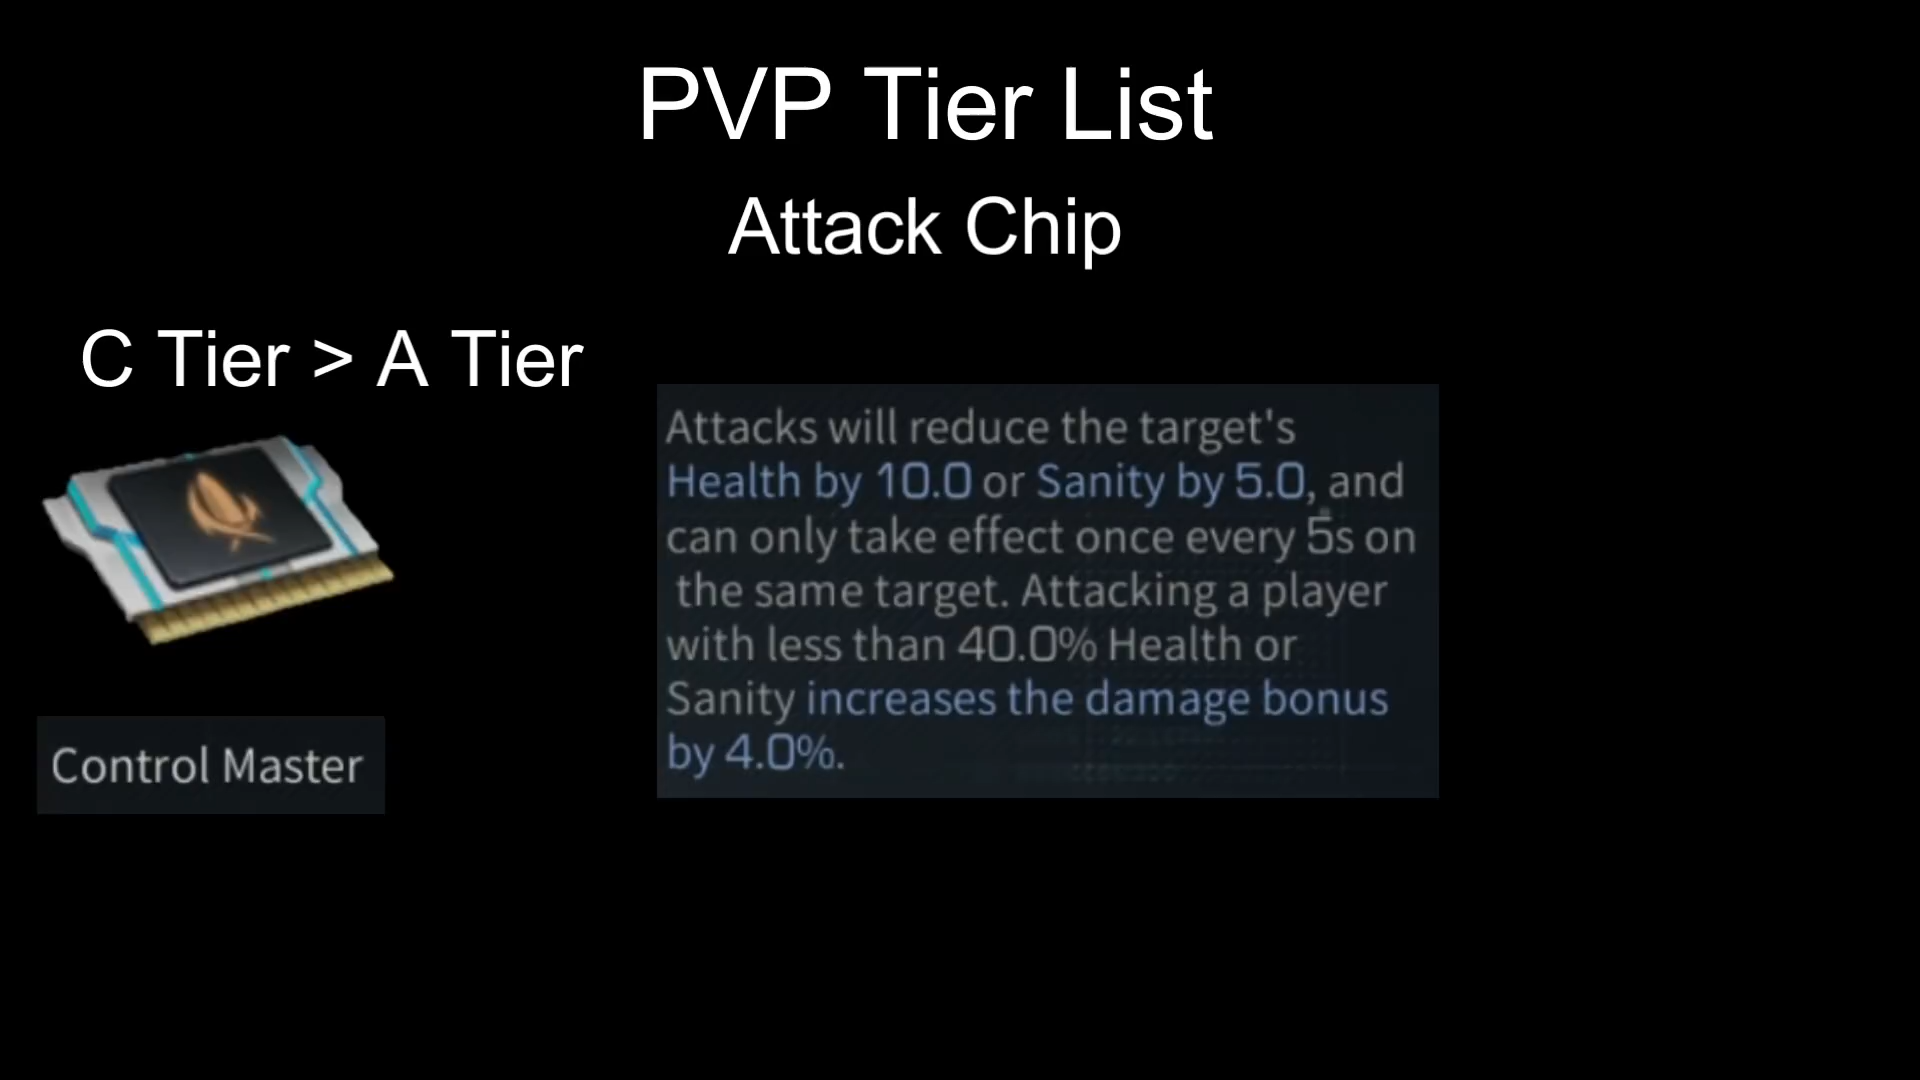 PVP Tier List
Attack Chip
C Tier > A Tier
Attacks will reduce the target's
Health by 10.0 or Sanity by 5.0, and
can only take effect once every 5s on
the same target. Attacking a player
with less than 40.0% Health or
Sanity increases the damage bonus
by 4.0%.
Control Master